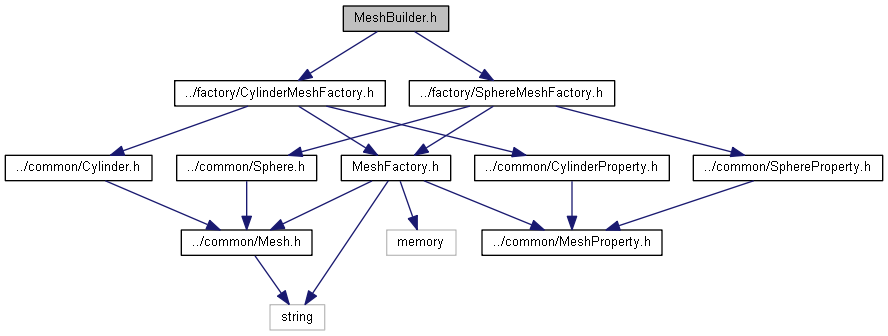 MeshBuilder.h
../factory/CylinderMeshFactory.h
../factory/SphereMeshFactory.h
../common/Cylinder.h
../common/Sphere.h
MeshFactory.h
../common/CylinderProperty.h
../common/SphereProperty.h
../common/Mesh.h
memory
../common/MeshProperty.h
string